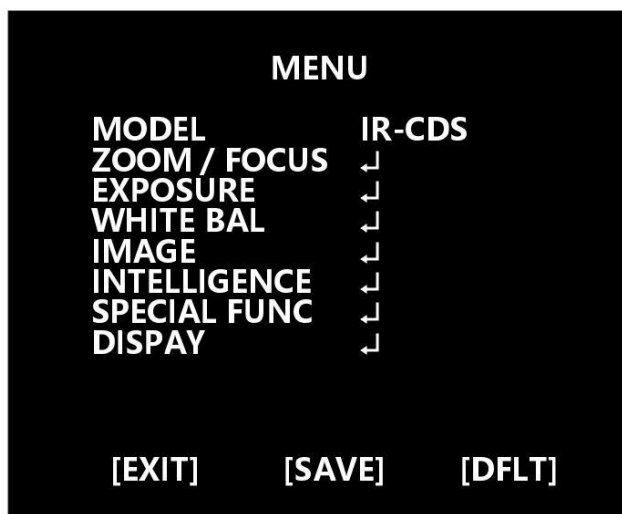 MENU
MODEL IR-CDS
ZOOM / FOCUS ↵
EXPOSURE ↵
WHITE BAL ↵
IMAGE ↵
INTELLIGENCE ↵
SPECIAL FUNC ↵
DISPAY ↵
[EXIT] [SAVE] [DFLT]